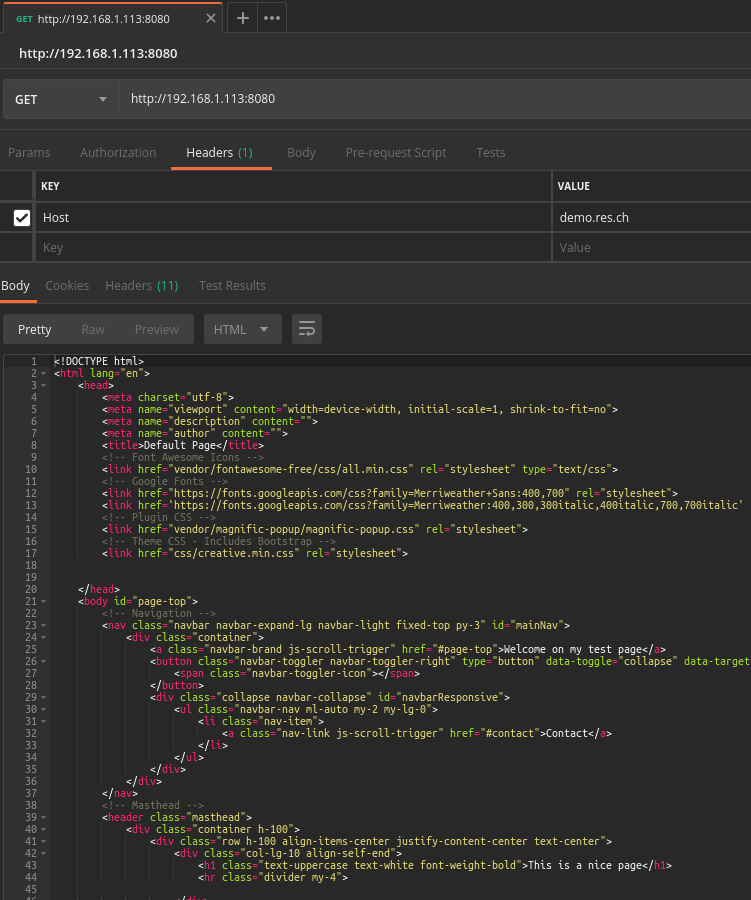 GET http://192.168.1.113:8080
http://192.168.1.113:8080
GET http://192.168.1.113:8080
Params Authorization Headers (1) Body Pre-request Script Tests
KEY VALUE
Host demo.res.ch
Key Value
Body Cookies Headers (11) Test Results
Pretty Raw Preview HTML
1 <!DOCTYPE html>
2 <html lang="en">
3 <head>
4 <meta charset="utf-8">
5 <meta name="viewport" content="width=device-width, initial-scale=1, shrink-to-fit=no">
6 <meta name="description" content="">
7 <meta name="author" content="">
8 <title>Default Page</title>
9 <!-- Font Awesome Icons -->
10 <link href="vendor/fontawesome-free/css/all.min.css" rel="stylesheet" type="text/css">
11 <!-- Google Fonts -->
12 <link href="https://fonts.googleapis.com/css?family=Merriweather+Sans:400,700" rel="stylesheet">
13 <link href='https://fonts.googleapis.com/css?family=Merriweather:400,300,300italic,400italic,700,700italic'
14 <!-- Plugin CSS -->
15 <link href="vendor/magnific-popup/magnific-popup.css" rel="stylesheet">
16 <!-- Theme CSS - Includes Bootstrap -->
17 <link href="css/creative.min.css" rel="stylesheet">
18
19
20 </head>
21 <body id="page-top">
22 <!-- Navigation -->
23 <nav class="navbar navbar-expand-lg navbar-light fixed-top py-3" id="mainNav">
24 <div class="container">
25 <a class="navbar-brand js-scroll-trigger" href="#page-top">Welcome on my test page</a>
26 <button class="navbar-toggler navbar-toggler-right" type="button" data-toggle="collapse" data-target
27 <span class="navbar-toggler-icon"></span>
28 </button>
29 <div class="collapse navbar-collapse" id="navbarResponsive">
30 <ul class="navbar-nav ml-auto my-2 my-lg-0">
31 <li class="nav-item">
32 <a class="nav-link js-scroll-trigger" href="#contact">Contact</a>
33 </li>
34 </ul>
35 </div>
36 </div>
37 </nav>
38 <!-- Masthead -->
39 <header class="masthead">
40 <div class="container h-100">
41 <div class="row h-100 align-items-center justify-content-center text-center">
42 <div class="col-lg-10 align-self-end">
43 <h1 class="text-uppercase text-white font-weight-bold">This is a nice page</h1>
44 <hr class="divider my-4">
45